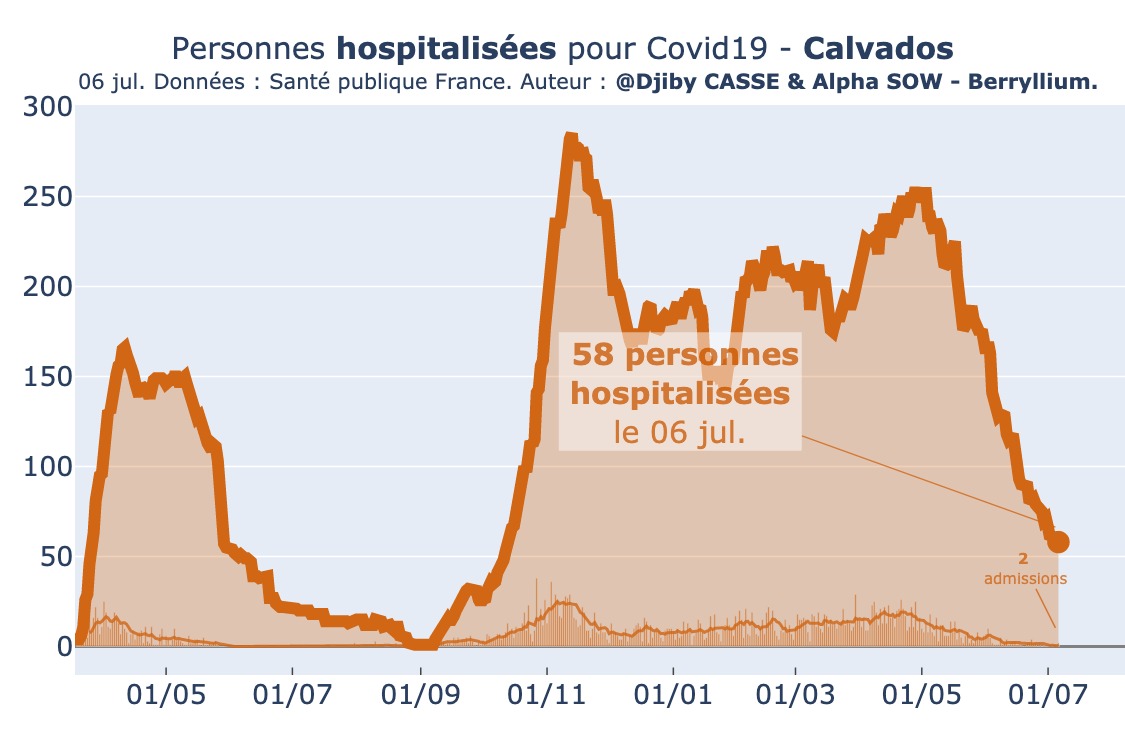 Personnes hospitalisées pour Covid19 - Calvados
06 jul. Données : Santé publique France. Auteur : @Djiby CASSE & Alpha SOW - Berryllium.
300
250
200
150
100
50
0
58 personnes
hospitalisées
le 06 jul.
2
admissions
01/05 01/07 01/09 01/11 01/01 01/03 01/05 01/07